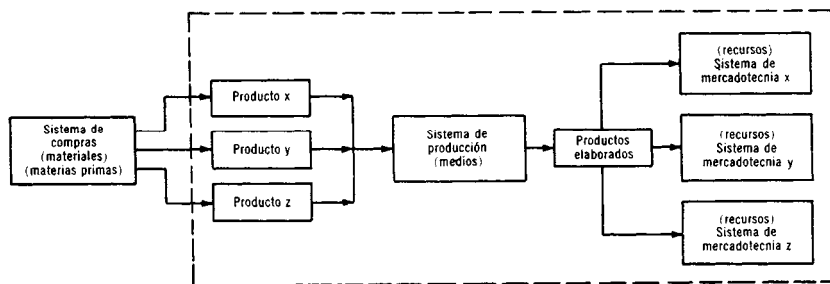 Sistema de
compras
(materiales)
(materias primas)
Producto x
Producto y
Producto z
Sistema de
producción
(medios)
Productos
elaborados
(recursos)
Sistema de
mercadotecnia x
(recursos)
Sistema de
mercadotecnia y
(recursos)
Sistema de
mercadotecnia z